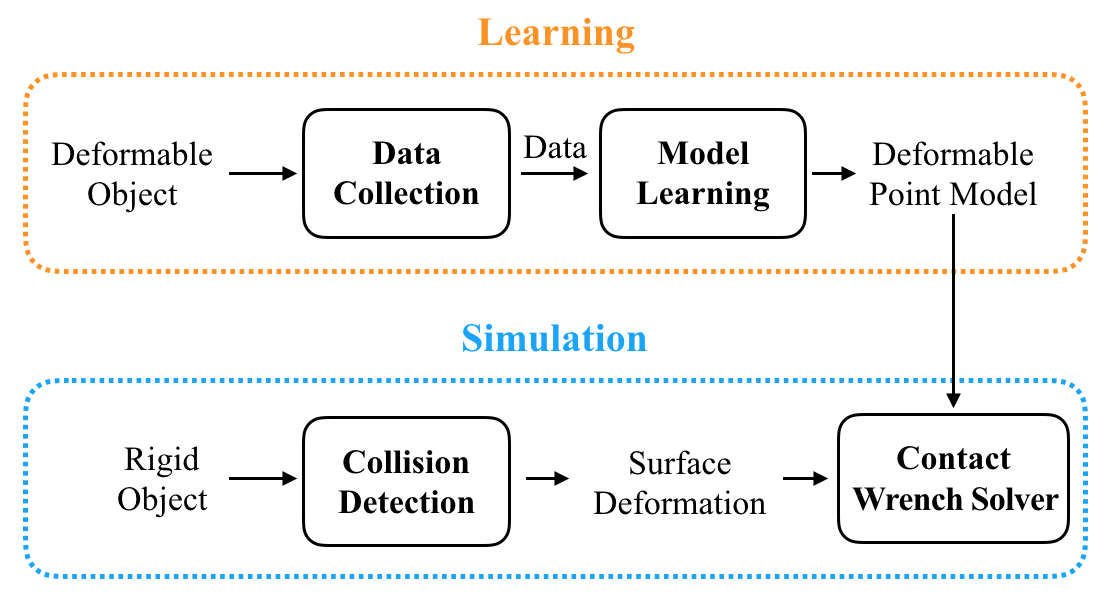 Learning
Deformable
Object
Data
Collection
Data
Model
Learning
Deformable
Point Model
Simulation
Rigid
Object
Collision
Detection
Surface
Deformation
Contact
Wrench Solver